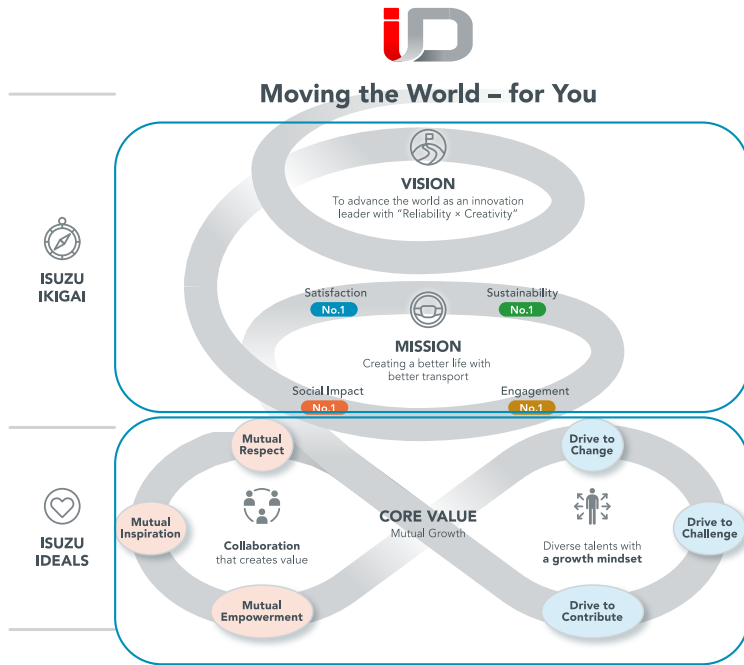 iD
Moving the World – for You
ISUZU
IKIGAI
VISION
To advance the world as an innovation
leader with “Reliability × Creativity”
Satisfaction
No.1
Sustainability
No.1
MISSION
Creating a better life with
better transport
Social Impact
No.1
Engagement
No.1
ISUZU
IDEALS
Mutual
Respect
Mutual
Inspiration
Mutual
Empowerment
Collaboration
that creates value
CORE VALUE
Mutual Growth
Drive to
Change
Drive to
Challenge
Drive to
Contribute
Diverse talents with
a growth mindset